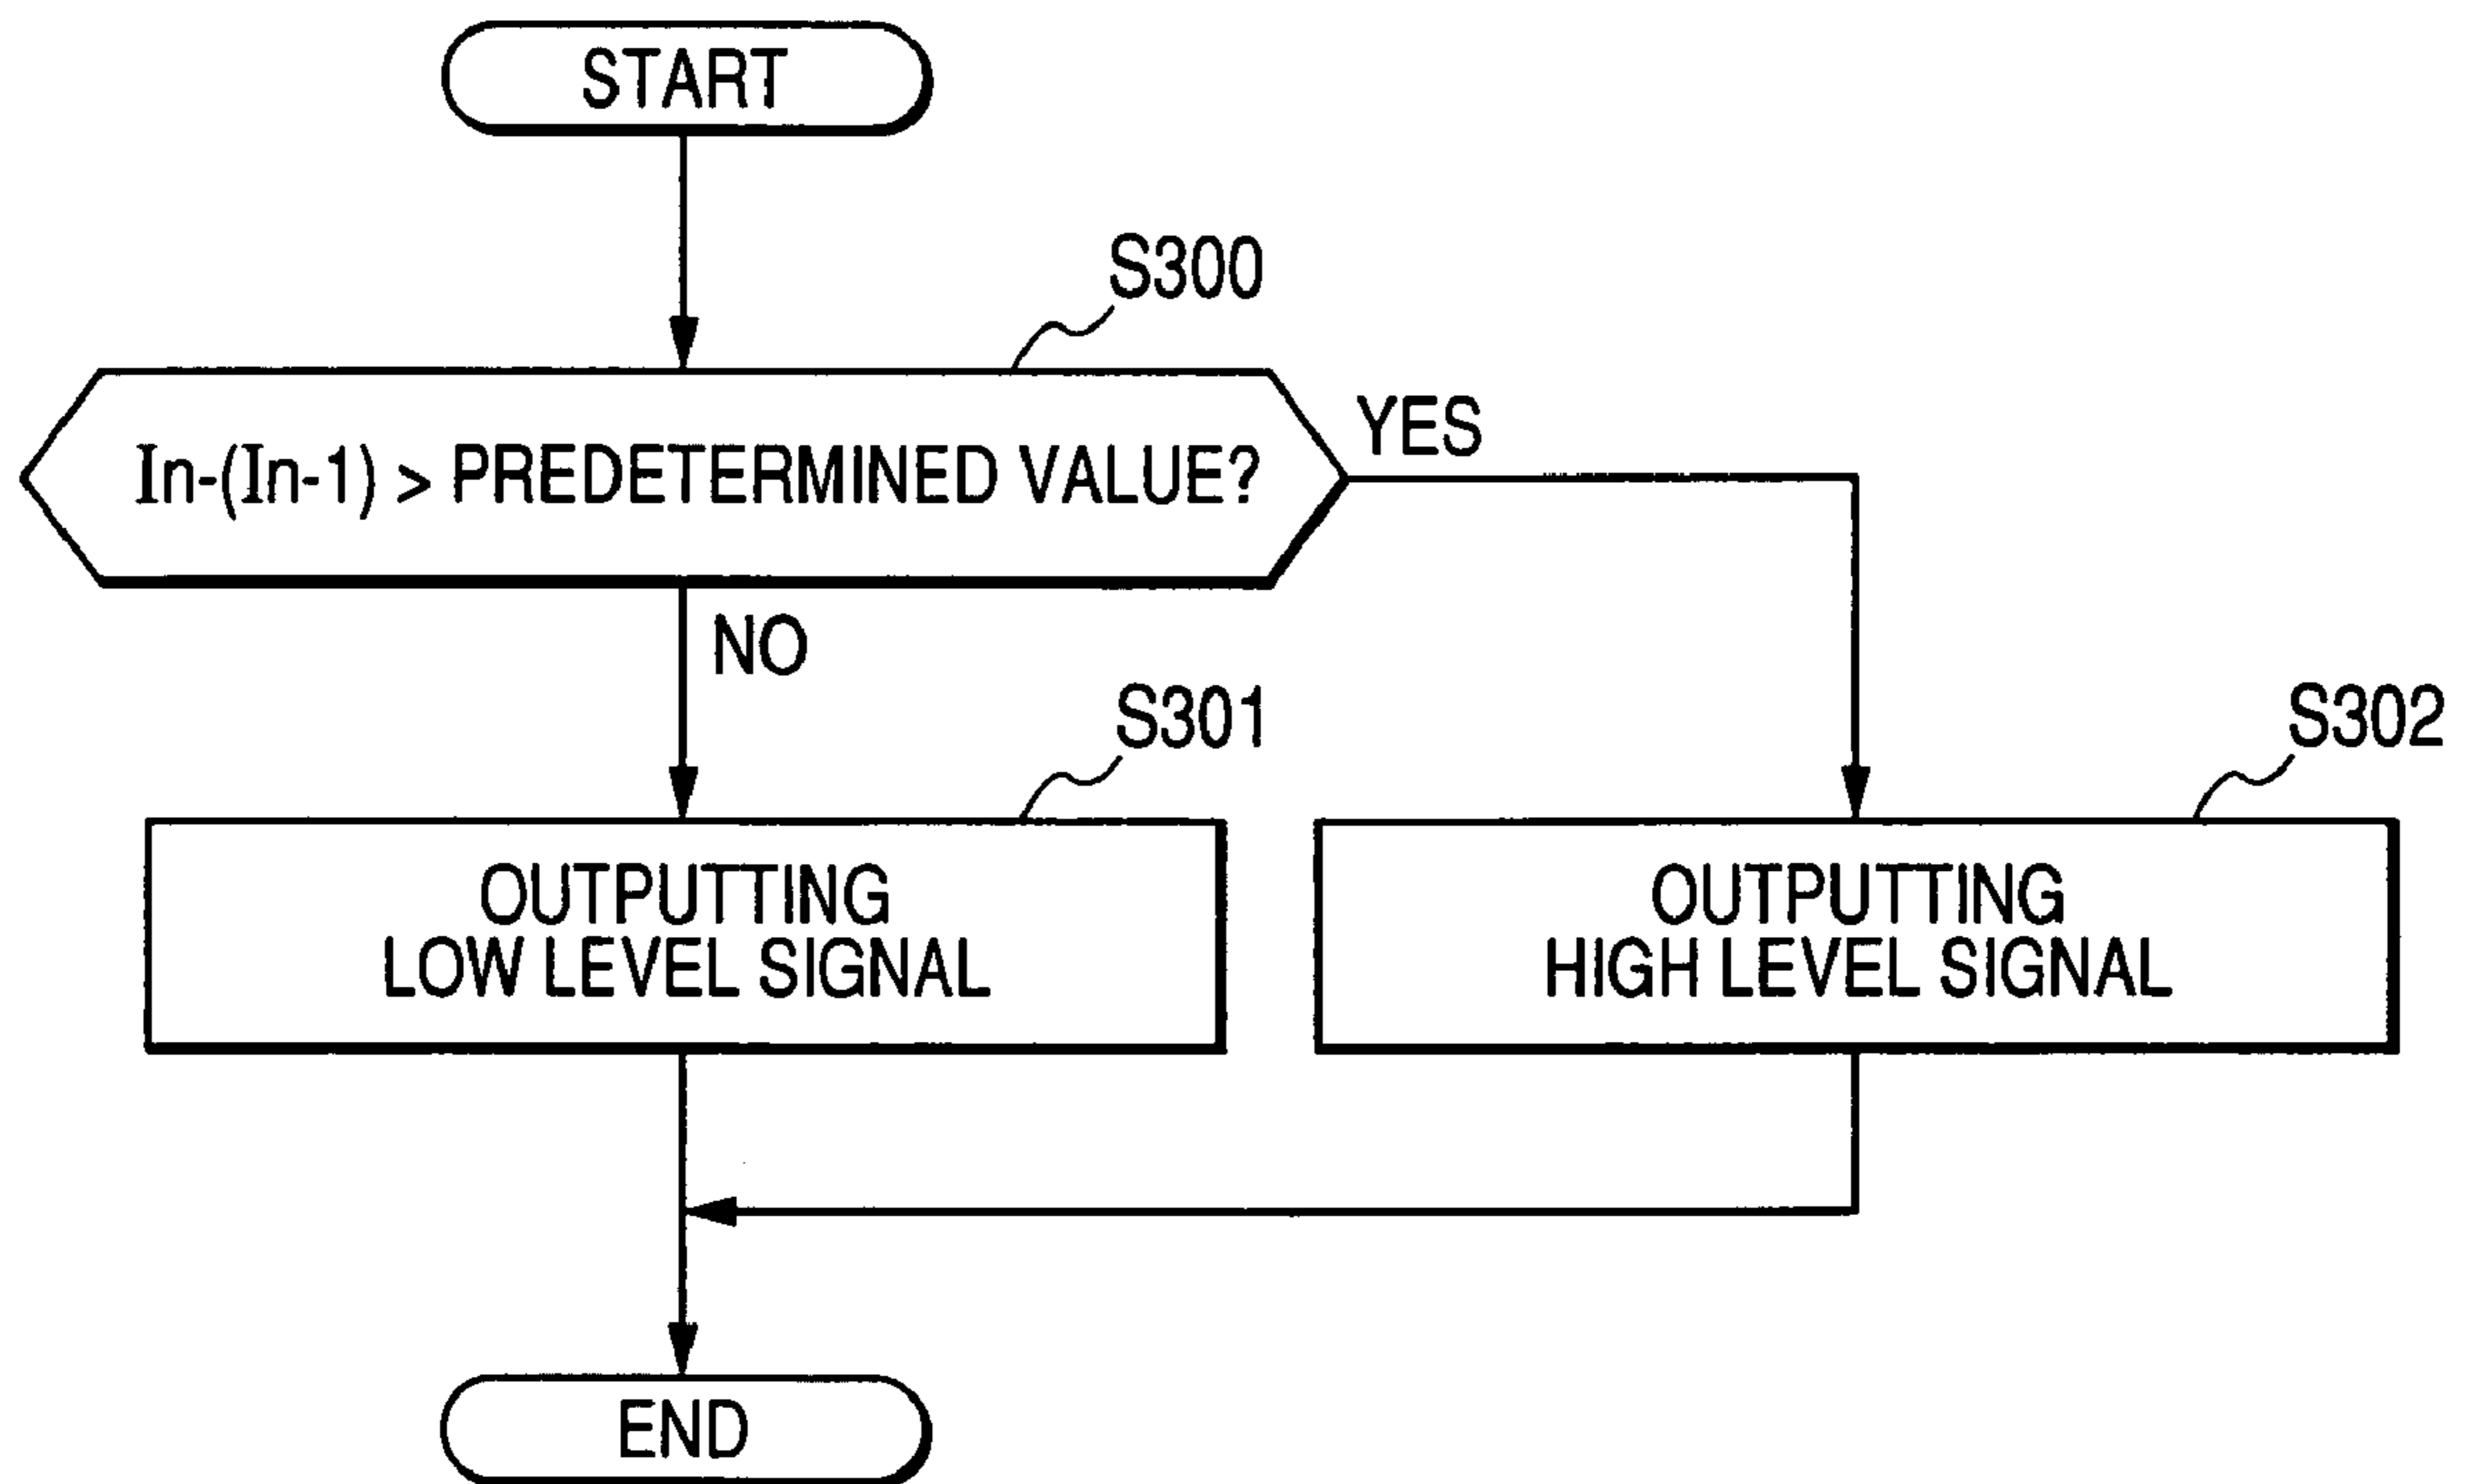 START
S300
In-(In-1) > PREDETERMINED VALUE?
YES
NO
S301
S302
OUTPUTTING
LOW LEVEL SIGNAL
OUTPUTTING
HIGH LEVEL SIGNAL
END